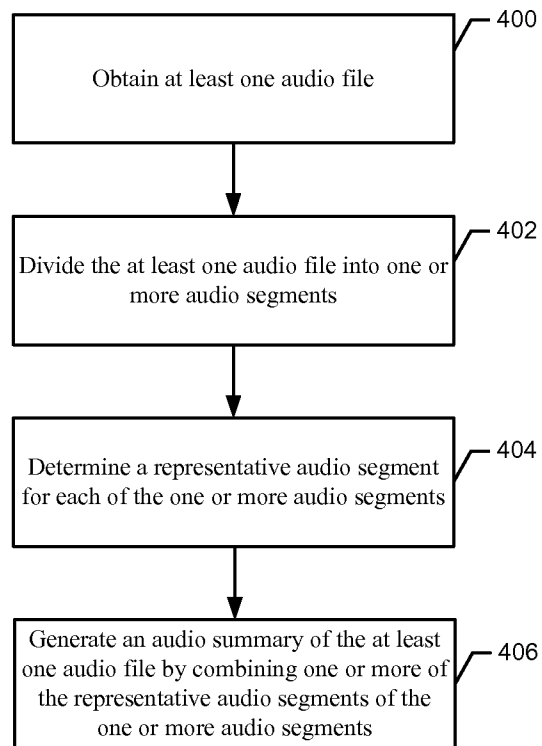 400
Obtain at least one audio file
402
Divide the at least one audio file into one or
more audio segments
404
Determine a representative audio segment
for each of the one or more audio segments
406
Generate an audio summary of the at least
one audio file by combining one or more of
the representative audio segments of the
one or more audio segments